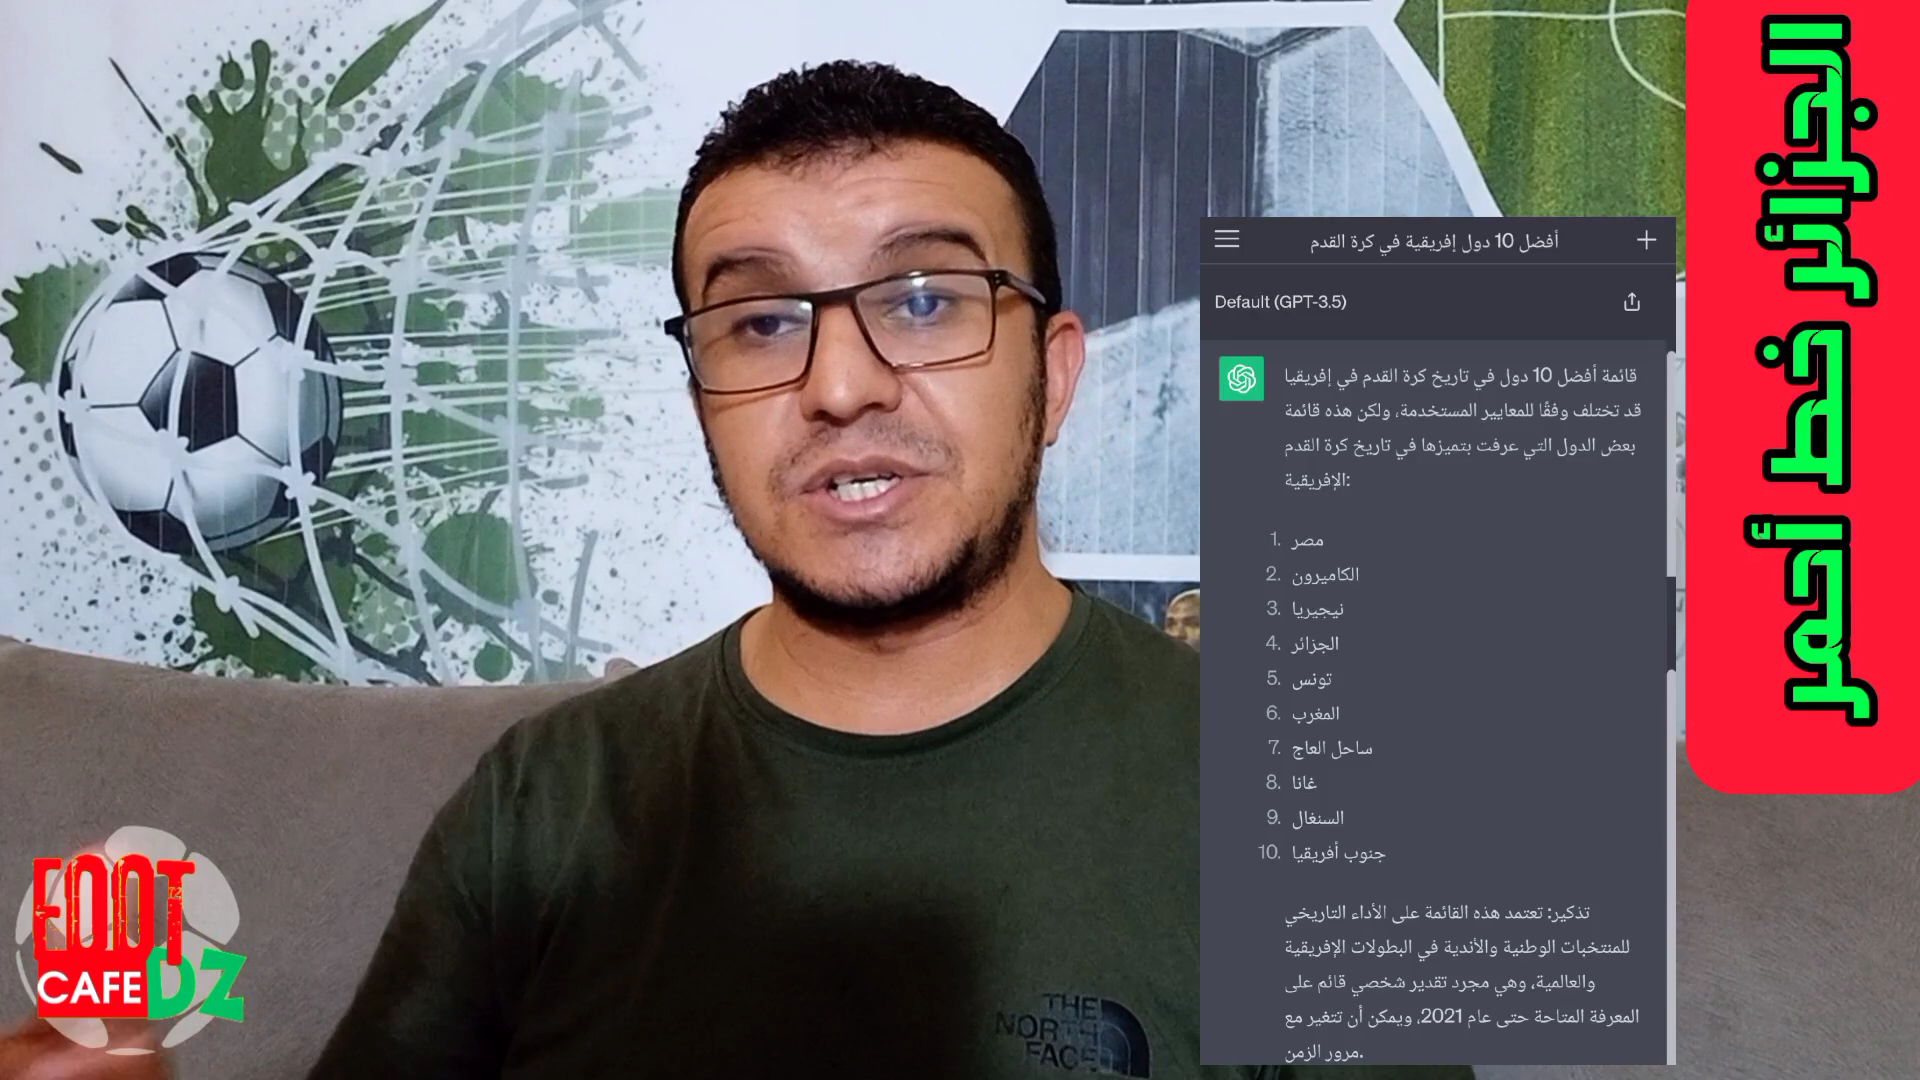 الجزائر خط أحمر
أفضل 10 دول إفريقية في كرة القدم
Default (GPT-3.5)
قائمة أفضل 10 دول في تاريخ كرة القدم في إفريقيا
قد تختلف وفقًا للمعايير المستخدمة، ولكن هذه قائمة
بعض الدول التي عرفت بتميزها في تاريخ كرة القدم
الإفريقية:
1. مصر
2. الكاميرون
3. نيجيريا
4. الجزائر
5. تونس
6. المغرب
7. ساحل العاج
8. غانا
9. السنغال
10. جنوب أفريقيا
تذكير: تعتمد هذه القائمة على الأداء التاريخي
للمنتخبات الوطنية والأندية في البطولات الإفريقية
والعالمية، وهي مجرد تقدير شخصي قائم على
المعرفة المتاحة حتى عام 2021، ويمكن أن تتغير مع
مرور الزمن.
FOOT
72
CAFE DZ
THE
NORTH
FACE